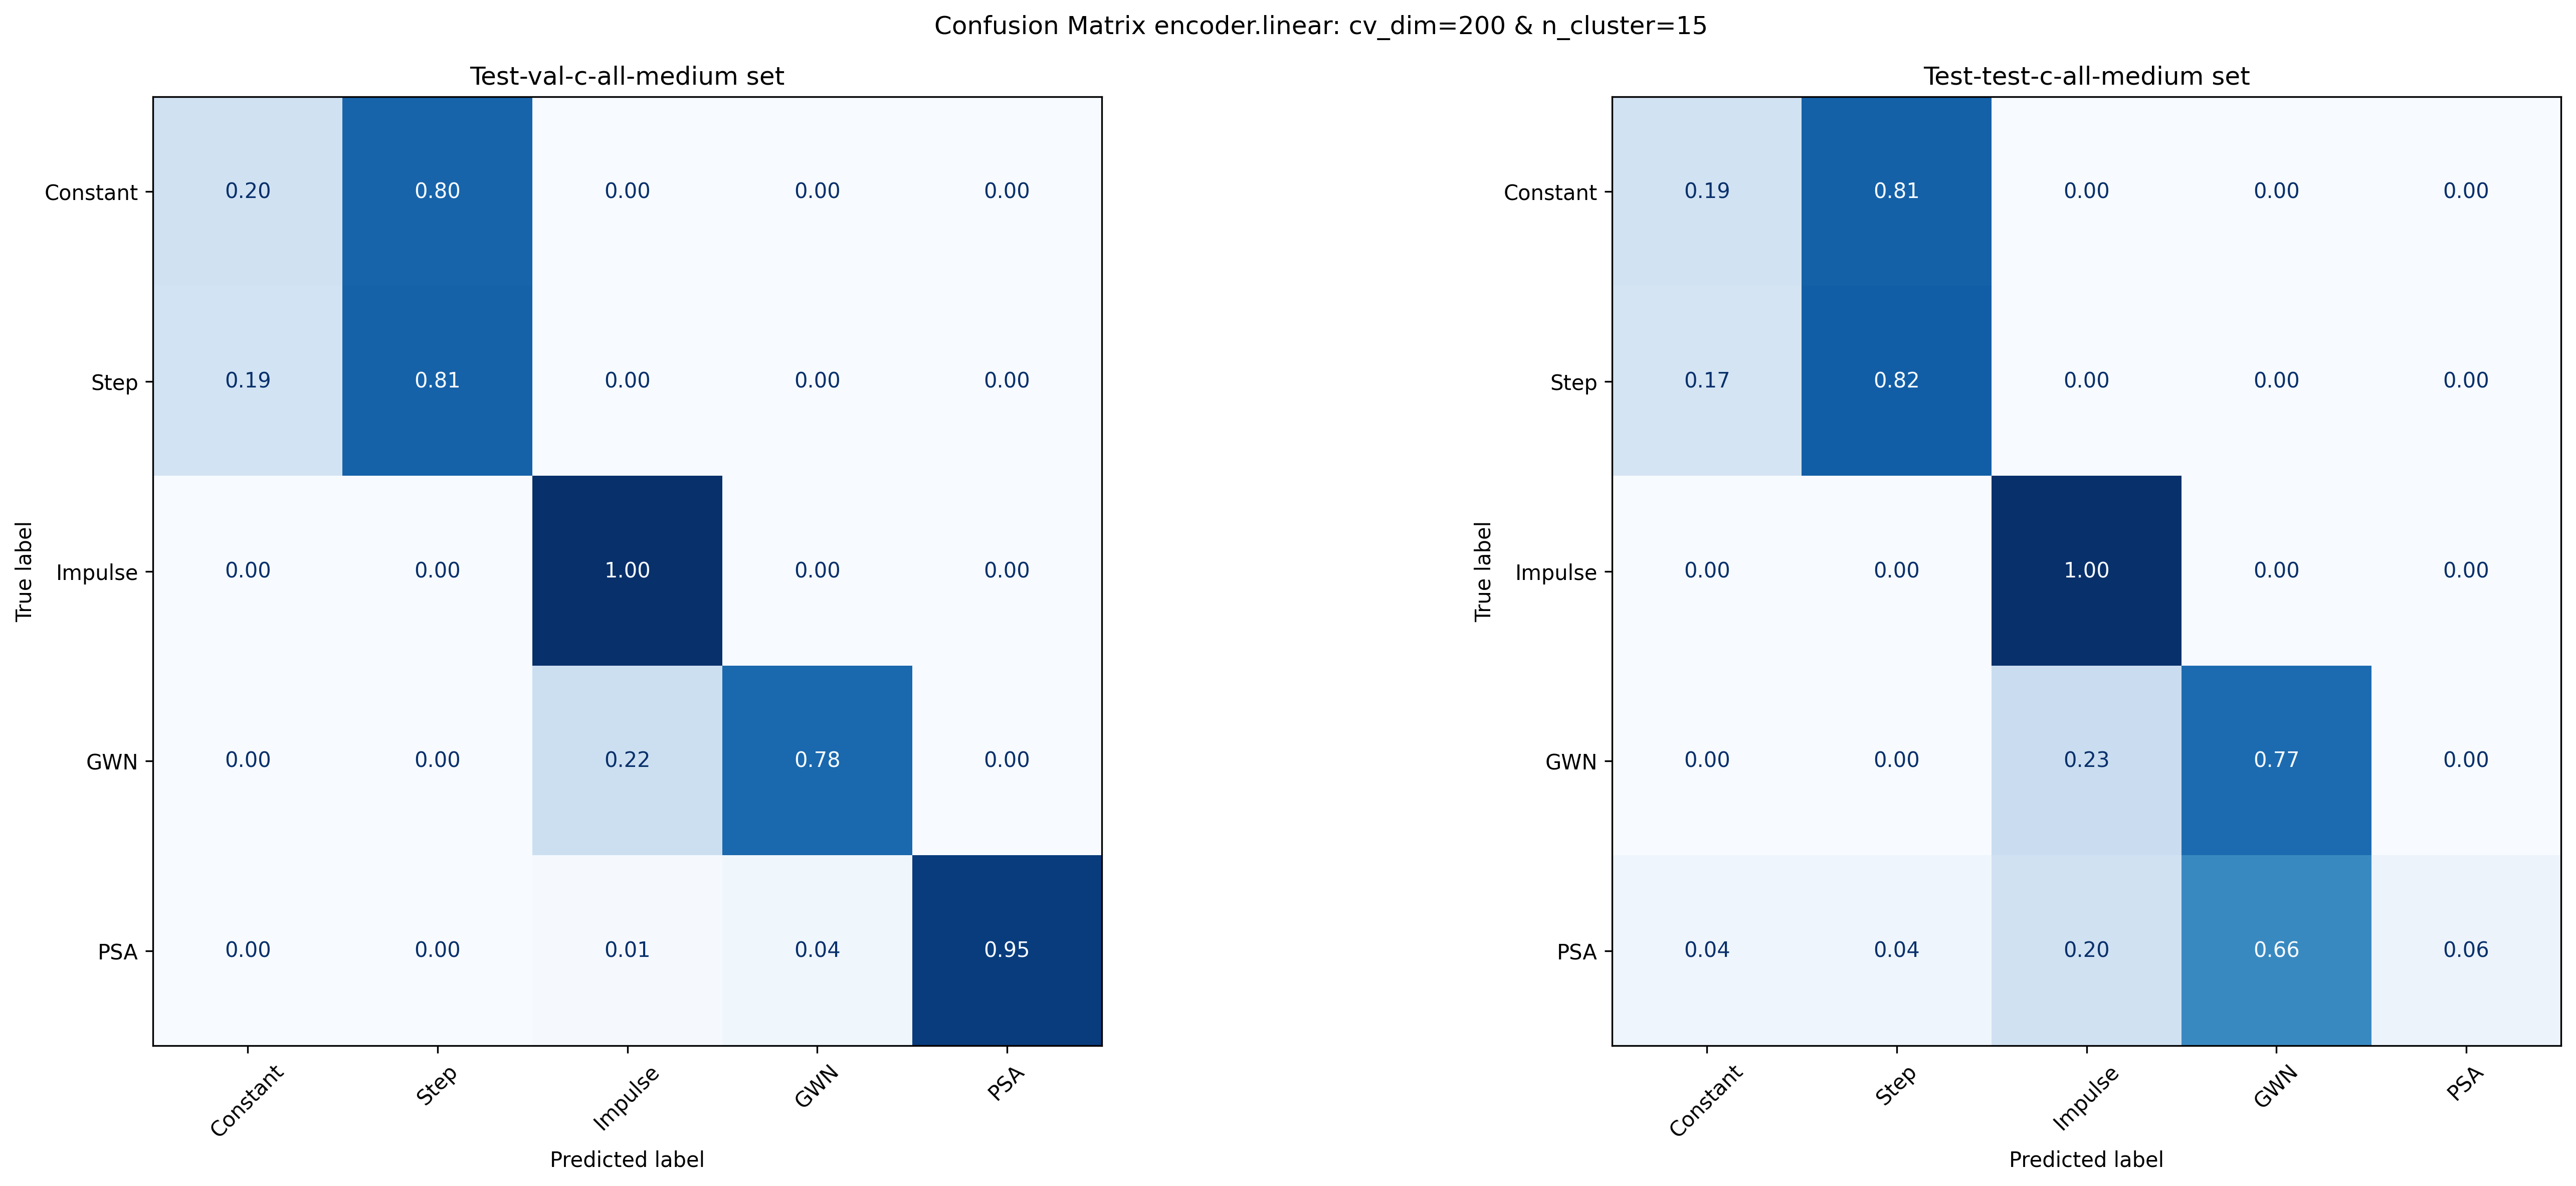 Confusion Matrix encoder.linear: cv_dim=200 & n_cluster=15
Test-val-c-all-medium set
True label
Constant 0.20 0.80 0.00 0.00 0.00
Step 0.19 0.81 0.00 0.00 0.00
Impulse 0.00 0.00 1.00 0.00 0.00
GWN 0.00 0.00 0.22 0.78 0.00
PSA 0.00 0.00 0.01 0.04 0.95
Constant Step Impulse GWN PSA
Predicted label
Test-test-c-all-medium set
True label
Constant 0.19 0.81 0.00 0.00 0.00
Step 0.17 0.82 0.00 0.00 0.00
Impulse 0.00 0.00 1.00 0.00 0.00
GWN 0.00 0.00 0.23 0.77 0.00
PSA 0.04 0.04 0.20 0.66 0.06
Constant Step Impulse GWN PSA
Predicted label